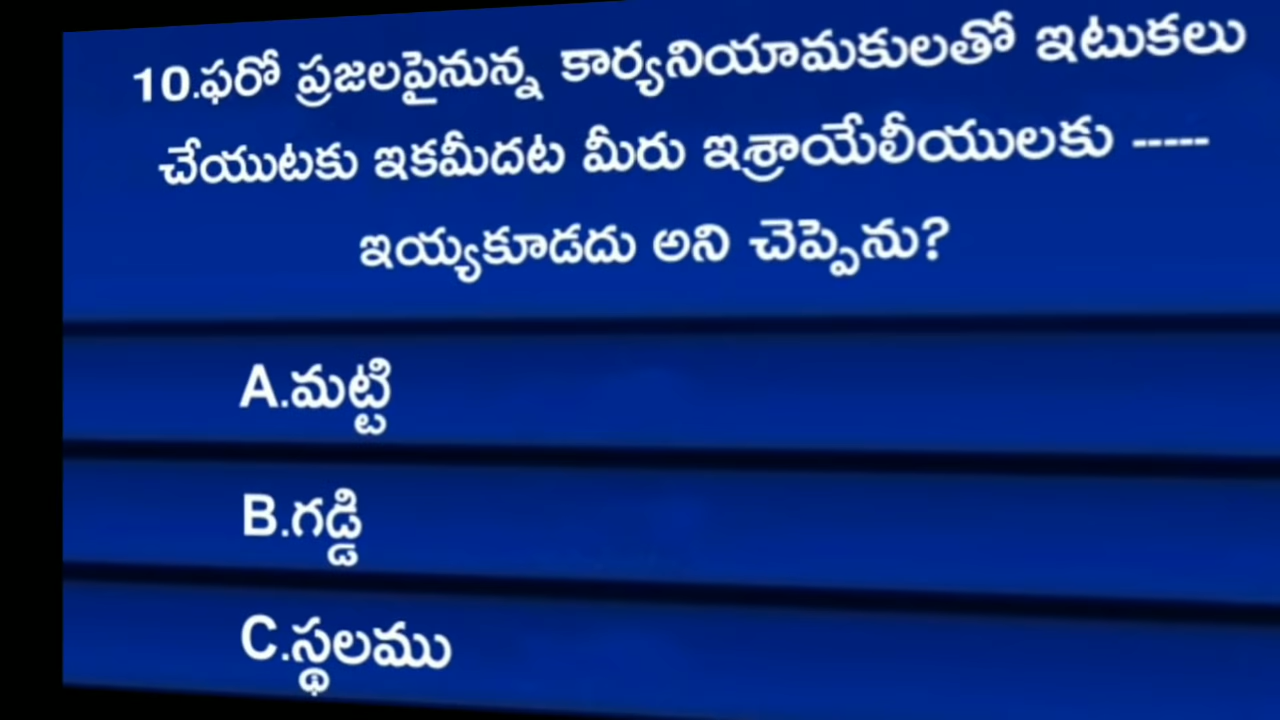 10.ఫరో ప్రజలపైనున్న కార్యనియామకులతో ఇటుకలు
చేయుటకు ఇకమీదట మీరు ఇశ్రాయేలీయులకు -----
ఇయ్యకూడదు అని చెప్పెను?
A.మట్టి
B.గడ్డి
C.స్థలము